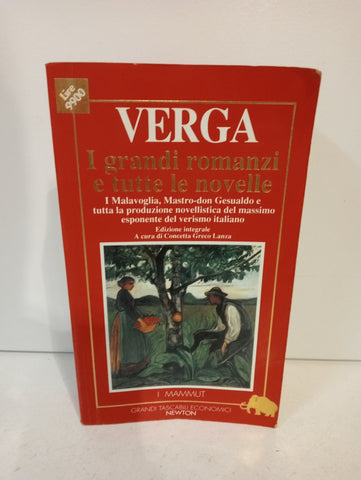 Lire
9900
VERGA
I grandi romanzi
e tutte le novelle
I Malavoglia, Mastro-don Gesualdo e
tutta la produzione novellistica del massimo
esponente del verismo italiano
Edizione integrale
A cura di Concetta Greco Lanza
I MAMMUT
GRANDI TASCABILI ECONOMICI
NEWTON